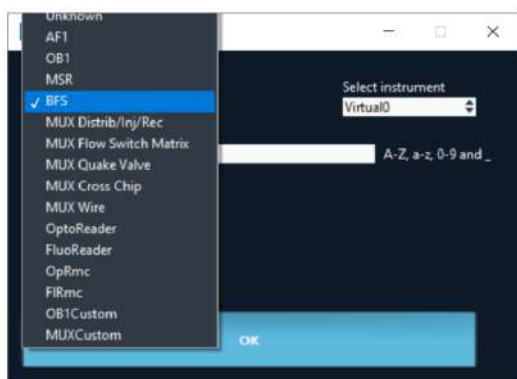 Unknown
AF1
OB1
MSR
✓ BFS
MUX Distrib/Inj/Rec
MUX Flow Switch Matrix
MUX Quake Valve
MUX Cross Chip
MUX Wire
OptoReader
FluoReader
OpRmc
FlRmc
OB1Custom
MUXCustom
Select instrument
Virtual0
A-Z, a-z, 0-9 and _
OK